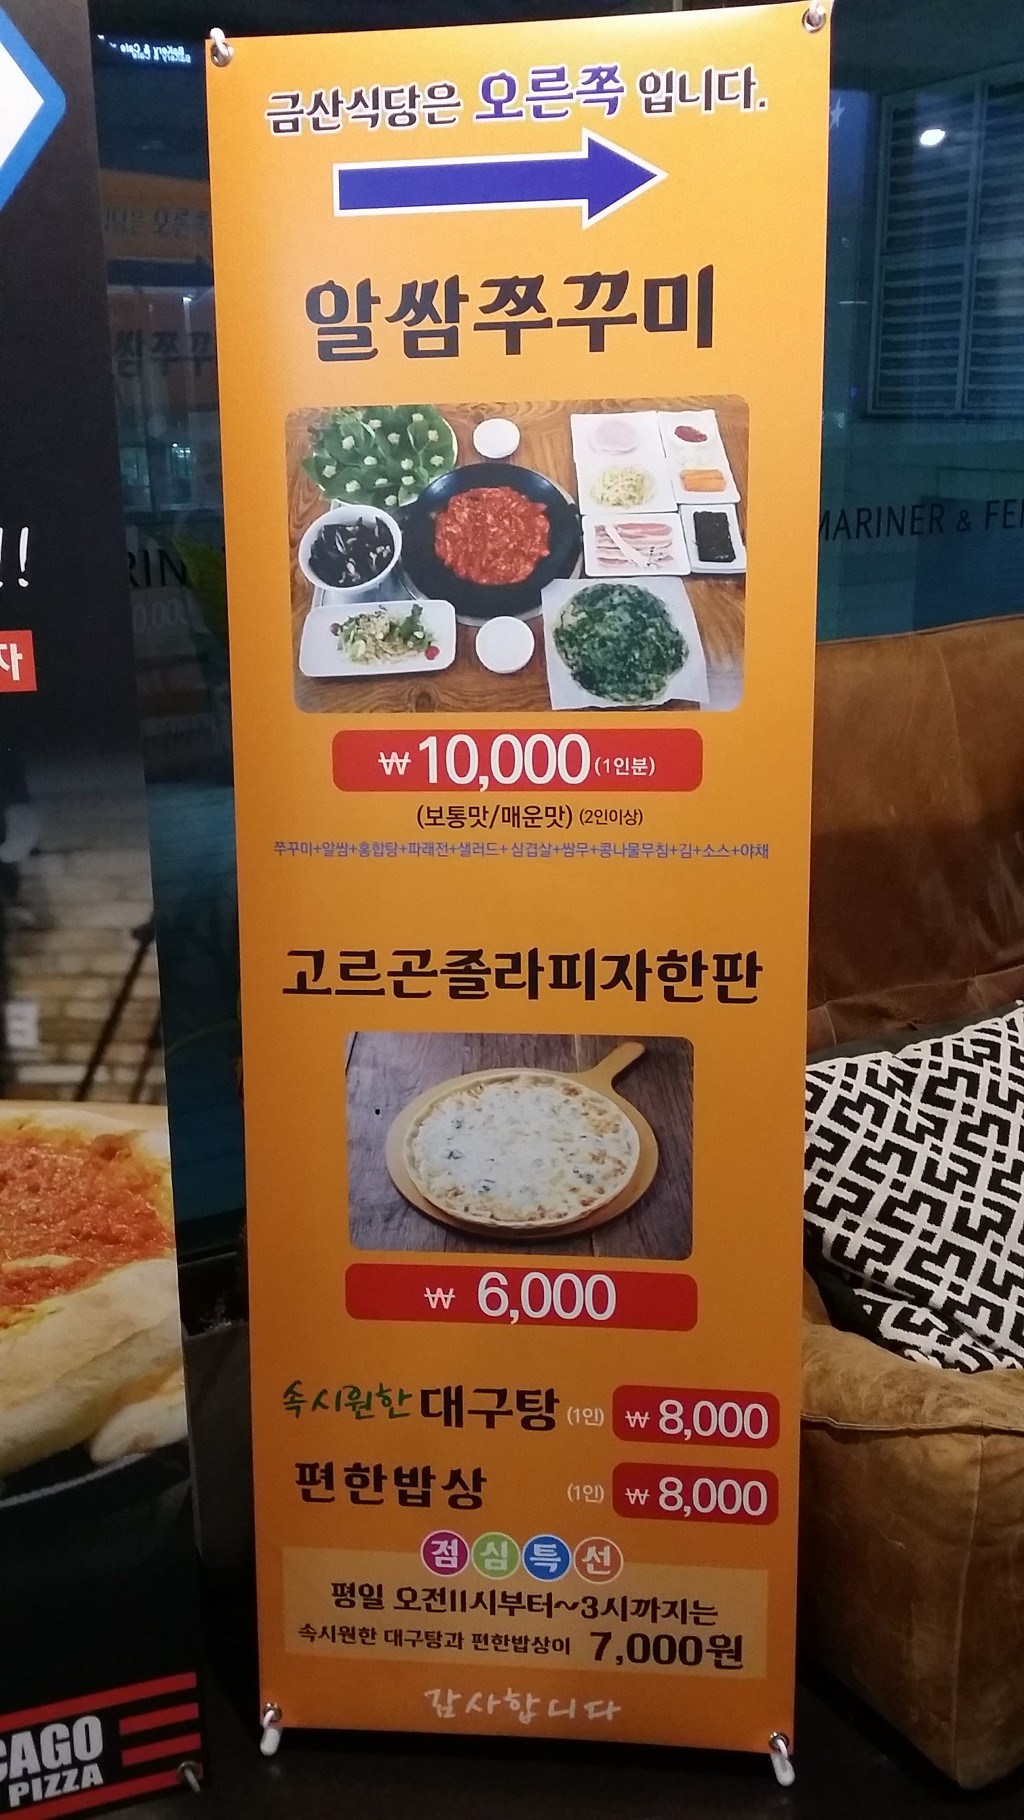 금산식당은 오른쪽 입니다.
알쌈쭈꾸미
₩10,000(1인분)
(보통맛/매운맛) (2인이상)
쭈꾸미+알쌈+홍합탕+파래전+샐러드+삼겹살+쌈무+콩나물무침+김+소스+야채
고르곤졸라피자한판
₩ 6,000
속시원한 대구탕 (1인) ₩ 8,000
편한밥상 (1인) ₩ 8,000
점심특선
평일 오전11시부터~3시까지는
속시원한 대구탕과 편한밥상이 7,000원
감사합니다
!!
자
CAGO
PIZZA
MARINER & FE
RIN
Bakery & Cafe